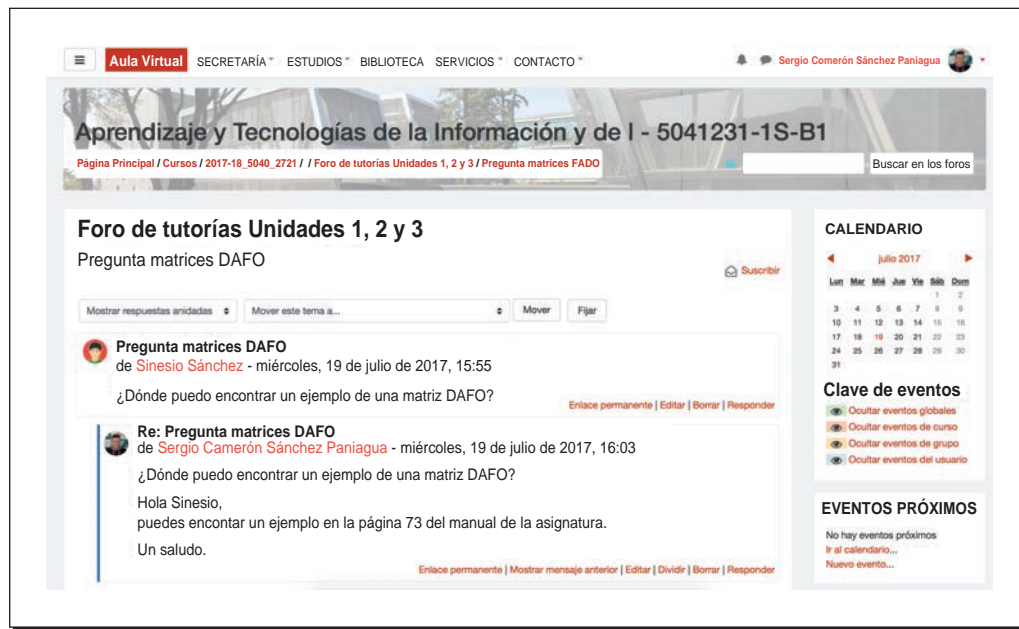 Aula Virtual SECRETARÍA ESTUDIOS BIBLIOTECA SERVICIOS CONTACTO Sergio Comerón Sánchez Paniagua
Aprendizaje y Tecnologías de la Información y de l - 5041231-1S-B1
Página Principal / Cursos / 2017-18_5040_2721 / / Foro de tutorías Unidades 1, 2 y 3 / Pregunta matrices FADO
Buscar en los foros
Foro de tutorías Unidades 1, 2 y 3
Pregunta matrices DAFO
Suscribir
Mostrar respuestas anidadas Mover este tema a... Mover Fijar
Pregunta matrices DAFO
de Sinesio Sánchez - miércoles, 19 de julio de 2017, 15:55
¿Dónde puedo encontrar un ejemplo de una matriz DAFO?
Enlace permanente | Editar | Borrar | Responder
Re: Pregunta matrices DAFO
de Sergio Camerón Sánchez Paniagua - miércoles, 19 de julio de 2017, 16:03
¿Dónde puedo encontrar un ejemplo de una matriz DAFO?
Hola Sinesio,
puedes encontar un ejemplo en la página 73 del manual de la asignatura.
Un saludo.
Enlace permanente | Mostrar mensaje anterior | Editar | Dividir | Borrar | Responder
CALENDARIO
julio 2017
Lun Mar Mié Jue Vie Sáb Dom
1 2
3 4 5 6 7 8 9
10 11 12 13 14 15 16
17 18 19 20 21 22 23
24 25 26 27 28 29 30
31
Clave de eventos
Ocultar eventos globales
Ocultar eventos de curso
Ocultar eventos de grupo
Ocultar eventos del usuario
EVENTOS PRÓXIMOS
No hay eventos próximos
Ir al calendario...
Nuevo evento...